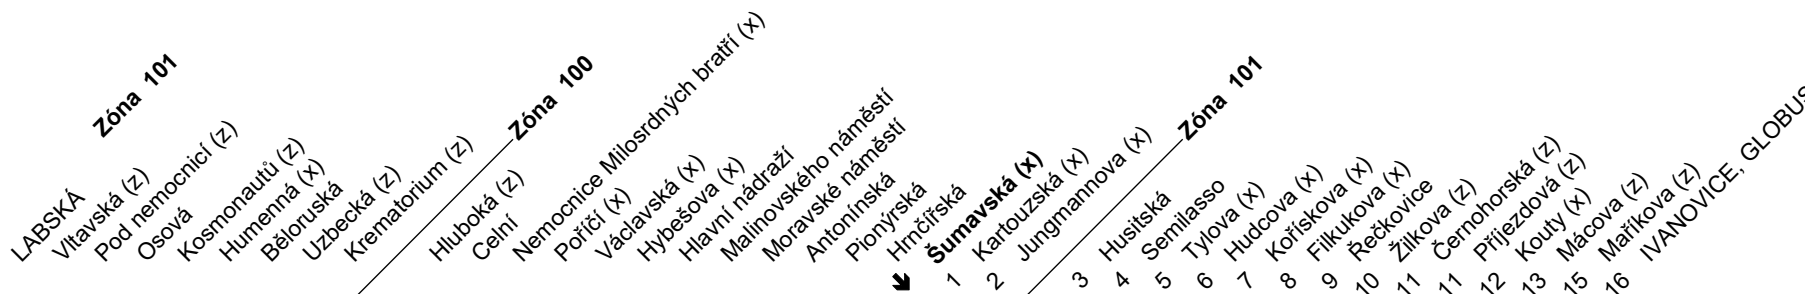 Zóna 101
LABSKÁ
Vltavská (z)
Pod nemocnicí (z)
Osová
Kosmonautů (z)
Humenná (x)
Běloruská
Uzbecká (z)
Krematorium (z)
Zóna 100
Hluboká (z)
Celní
Nemocnice Milosrdných bratří (x)
Poříčí (x)
Václavská (x)
Hybešova (x)
Hlavní nádraží
Malinovského náměstí
Moravské náměstí
Antonínská
Pionýrská
Hrnčířská
Šumavská (x)
1 Kartouzská (x)
2 Jungmannova (x)
Zóna 101
3 Husitská
4 Semilasso
5 Tylova (x)
6 Hudcova (x)
7 Kořískova (x)
8 Filkukova (x)
9 Řečkovice
10 Žilkova (z)
11 Černohorská (z)
11 Příjezdová (z)
12 Kouty (x)
13 Mácova (z)
15 Maříkova (z)
16 IVANOVICE, GLOBUS